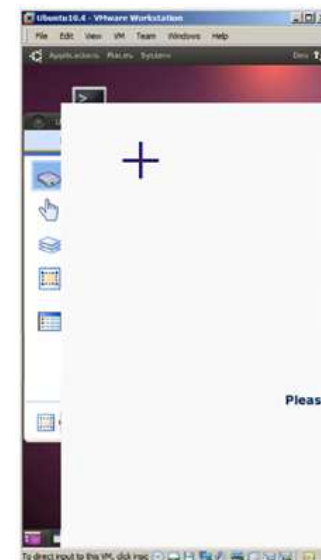 Ubuntu10.4 - VMware Workstation
File Edit View VM Team Windows Help
Applications Places System
Pleas
To direct input to this VM, click insic